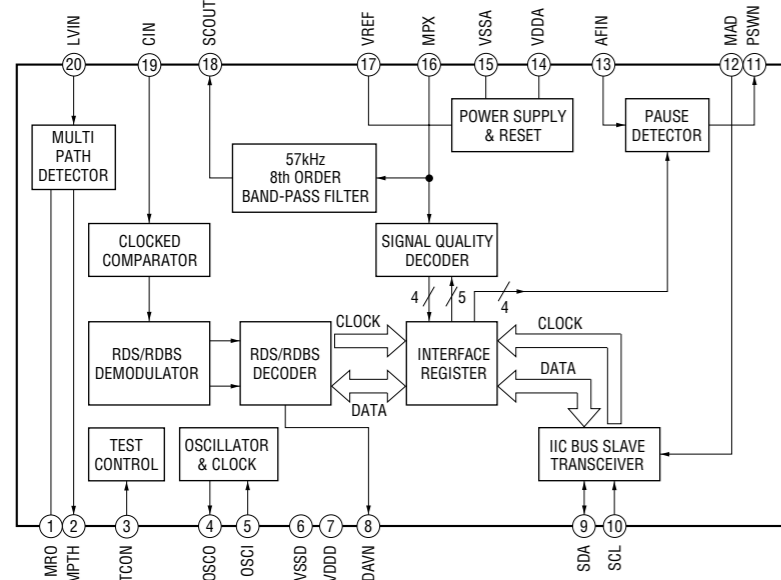 LVIN
CIN
SCOUT
VREF
MPX
VSSA
VDDA
AFIN
MAD
PSWN
20
19
18
17
16
15
14
13
12
11
MULTI
PATH
DETECTOR
57kHz
8th ORDER
BAND-PASS FILTER
POWER SUPPLY
& RESET
PAUSE
DETECTOR
CLOCKED
COMPARATOR
SIGNAL QUALITY
DECODER
4
5
4
RDS/RDBS
DEMODULATOR
RDS/RDBS
DECODER
CLOCK
DATA
INTERFACE
REGISTER
CLOCK
DATA
TEST
CONTROL
OSCILLATOR
& CLOCK
IIC BUS SLAVE
TRANSCEIVER
1
2
3
4
5
6
7
8
9
10
MRO
MPTH
TCON
OSCO
OSCI
VSSD
VDDD
DAVN
SDA
SCL